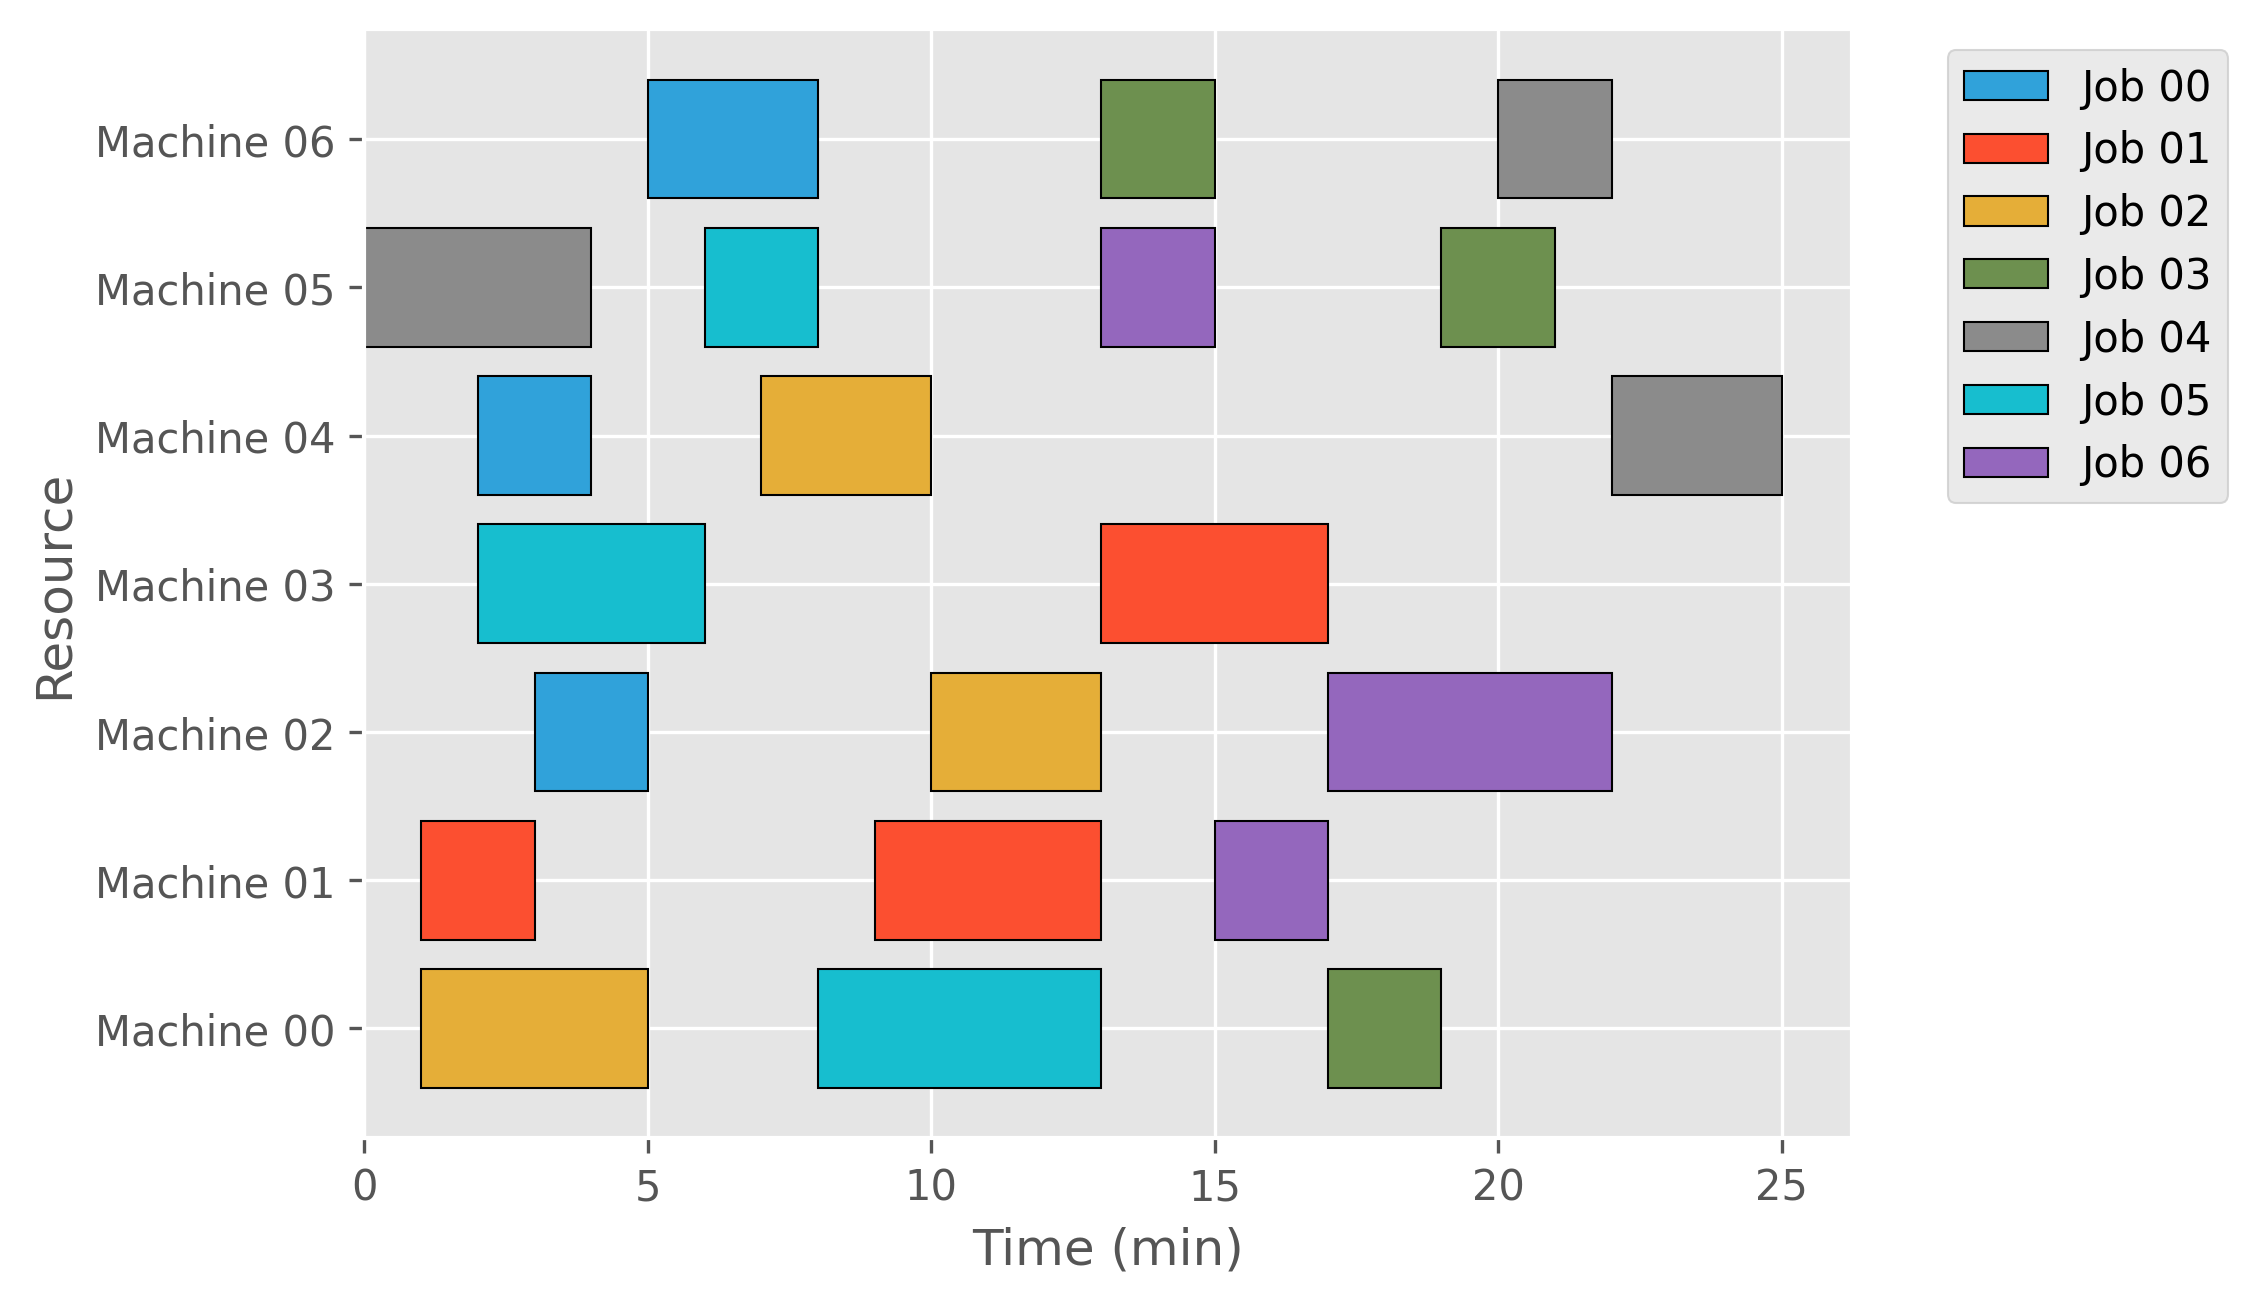 Resource
Machine 06
Machine 05
Machine 04
Machine 03
Machine 02
Machine 01
Machine 00
0 5 10 15 20 25
Time (min)
Job 00
Job 01
Job 02
Job 03
Job 04
Job 05
Job 06